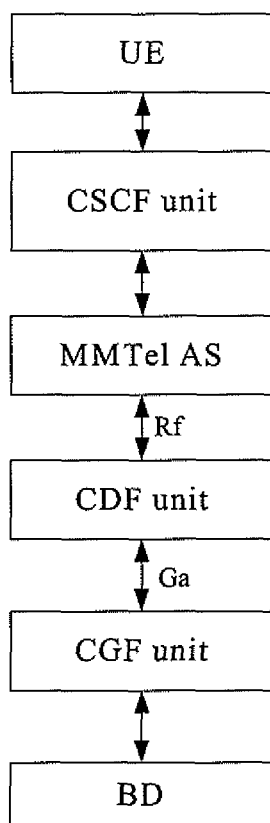 UE
CSCF unit
MMTel AS
Rf
CDF unit
Ga
CGF unit
BD